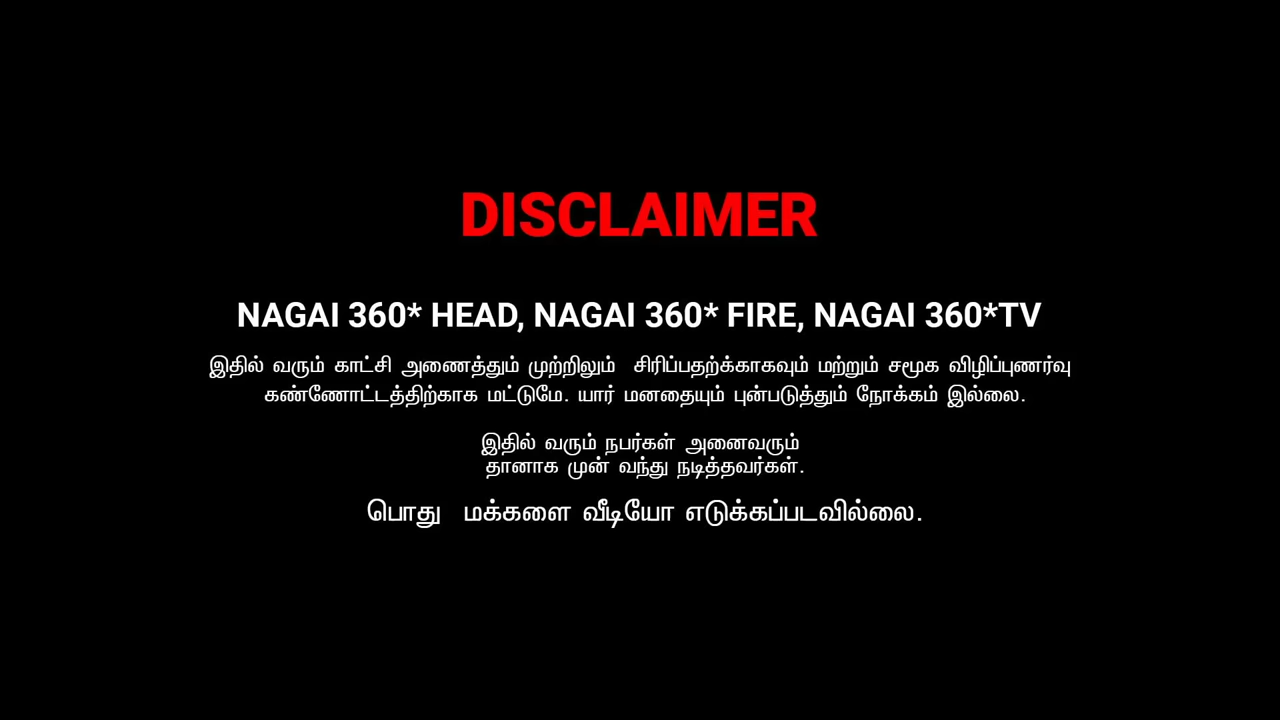 DISCLAIMER
NAGAI 360* HEAD, NAGAI 360* FIRE, NAGAI 360*TV
இதில் வரும் காட்சி அணைத்தும் முற்றிலும் சிரிப்பதற்க்காகவும் மற்றும் சமூக விழிப்புணர்வு
கண்ணோட்டத்திற்காக மட்டுமே. யார் மனதையும் புன்படுத்தும் நோக்கம் இல்லை.
இதில் வரும் நபர்கள் அனைவரும்
தானாக முன் வந்து நடித்தவர்கள்.
பொது மக்களை வீடியோ எடுக்கப்படவில்லை.